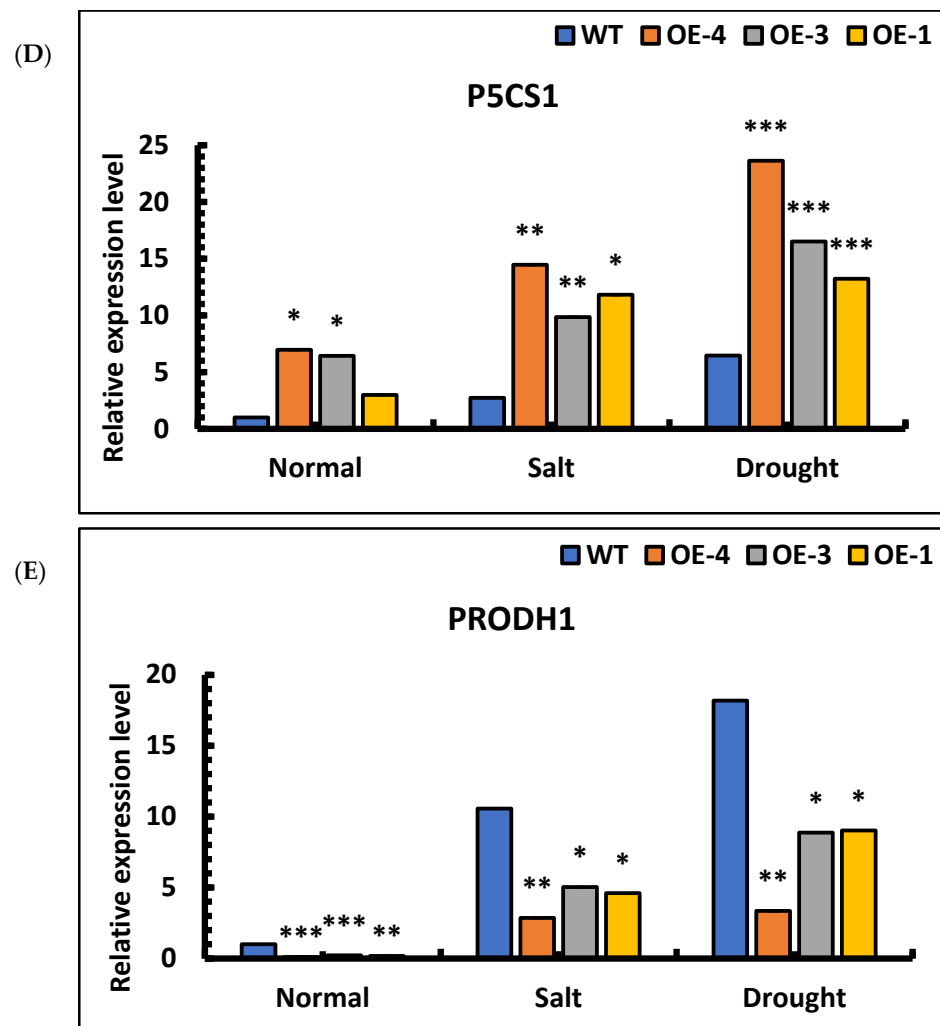 (D)
WT OE-4 OE-3 OE-1
P5CS1
Relative expression level
25
20
15
10
5
0
* *
** ** *
*** *** ***
Normal Salt Drought
(E)
WT OE-4 OE-3 OE-1
PRODH1
Relative expression level
20
15
10
5
0
*** *** **
** * *
** * *
Normal Salt Drought